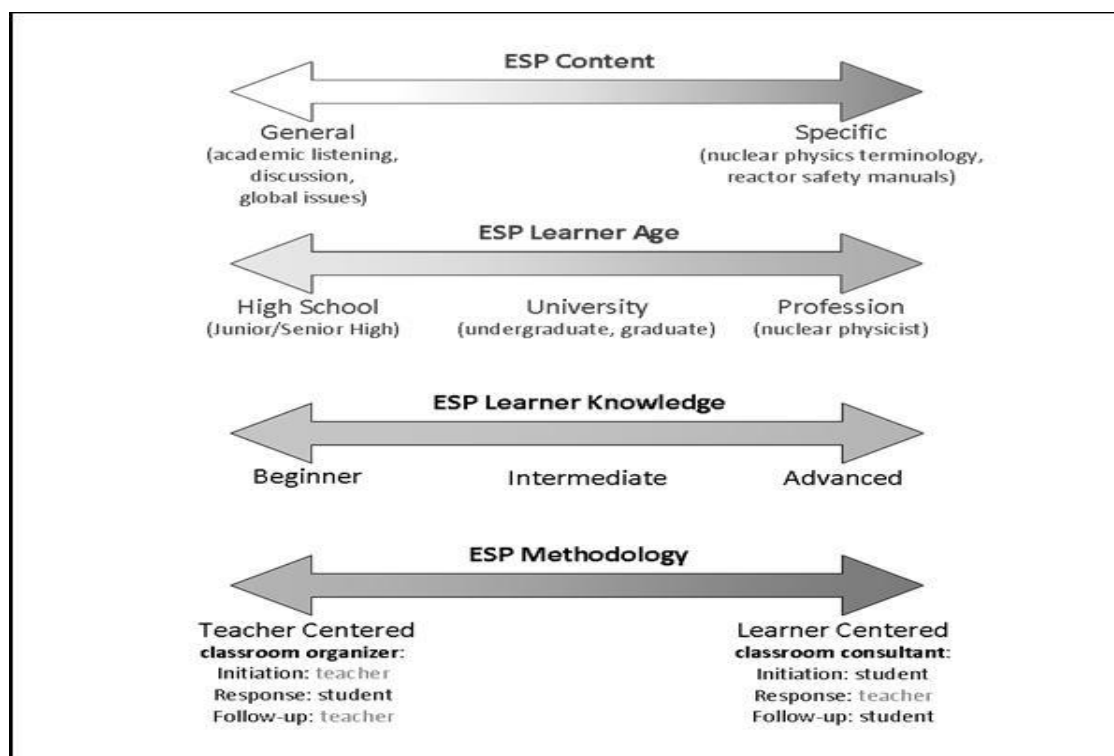 ESP Content
General
Specific
(academic listening,
discussion,
global issues)
(nuclear physics terminology,
reactor safety manuals)
ESP Learner Age
High School
University
Profession
(Junior/Senior High)
(undergraduate, graduate)
(nuclear physicist)
ESP Learner Knowledge
Beginner
Intermediate
Advanced
ESP Methodology
Teacher Centered
classroom organizer:
Initiation: teacher
Response: student
Follow-up: teacher
Learner Centered
classroom consultant:
Initiation: student
Response: teacher
Follow-up: student